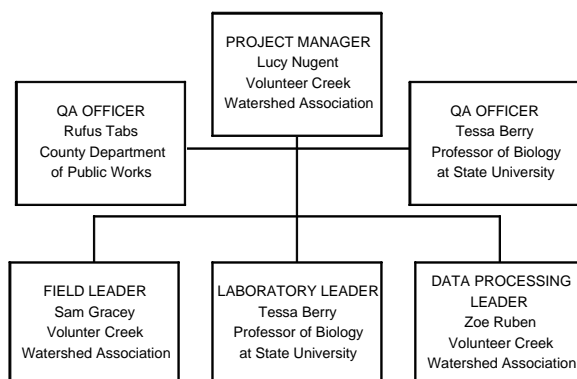 PROJECT MANAGER
Lucy Nugent
Volunteer Creek
Watershed Association
QA OFFICER
Rufus Tabs
County Department
of Public Works
QA OFFICER
Tessa Berry
Professor of Biology
at State University
FIELD LEADER
Sam Gracey
Volunter Creek
Watershed Association
LABORATORY LEADER
Tessa Berry
Professor of Biology
at State University
DATA PROCESSING
LEADER
Zoe Ruben
Volunteer Creek
Watershed Association